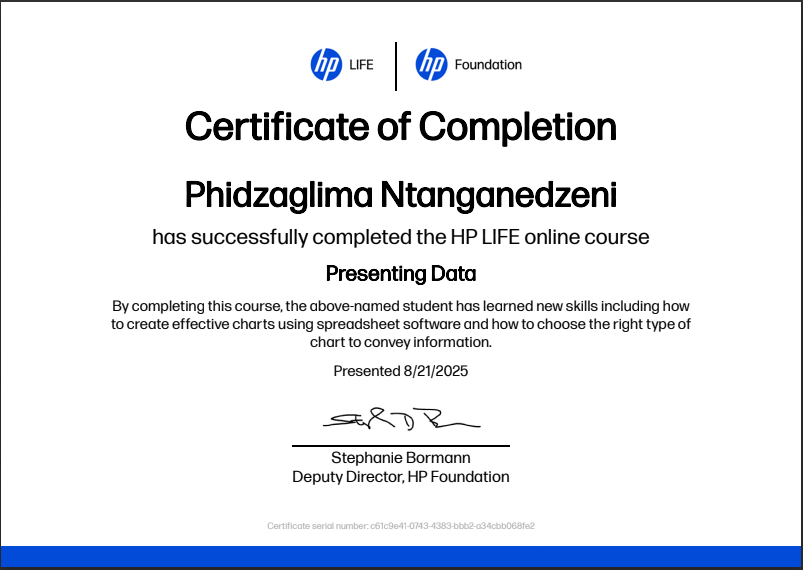 hp LIFE | hp Foundation
Certificate of Completion
Phidzaglima Ntanganedzeni
has successfully completed the HP LIFE online course
Presenting Data
By completing this course, the above-named student has learned new skills including how
to create effective charts using spreadsheet software and how to choose the right type of
chart to convey information.
Presented 8/21/2025
Stephanie Bormann
Deputy Director, HP Foundation
Certificate serial number: c61c9e41-0743-4383-bbb2-a34cbb068fe2